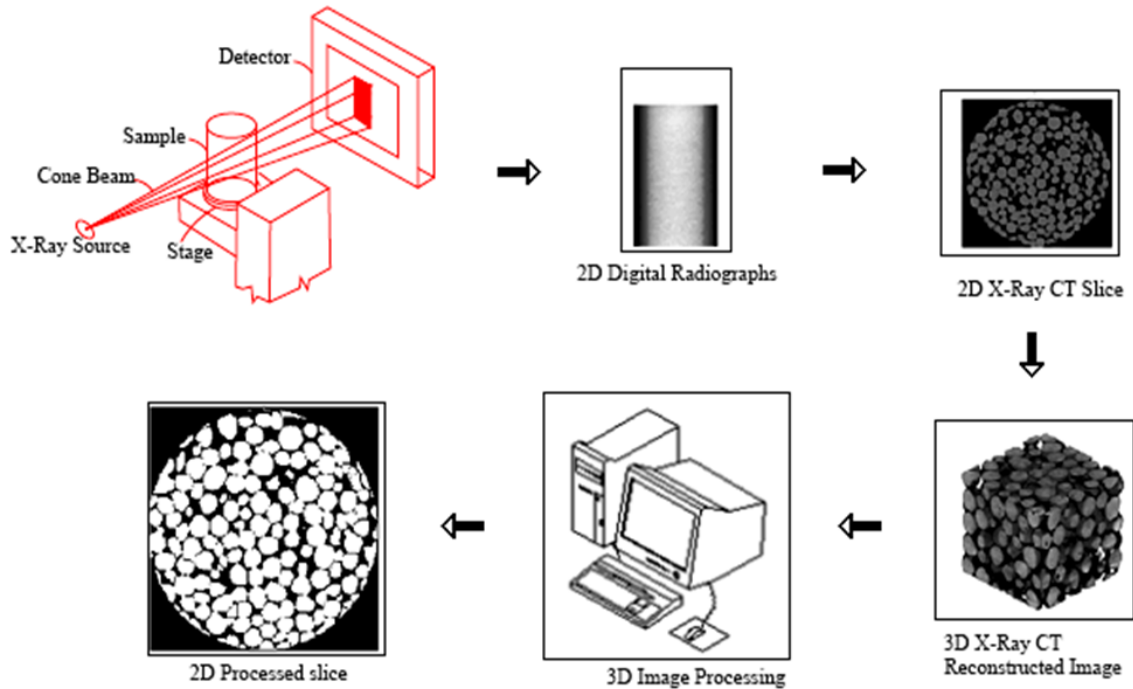 Detector
Sample
Cone Beam
X-Ray Source
Stage
2D Digital Radiographs
2D X-Ray CT Slice
3D X-Ray CT
Reconstructed Image
3D Image Processing
2D Processed slice